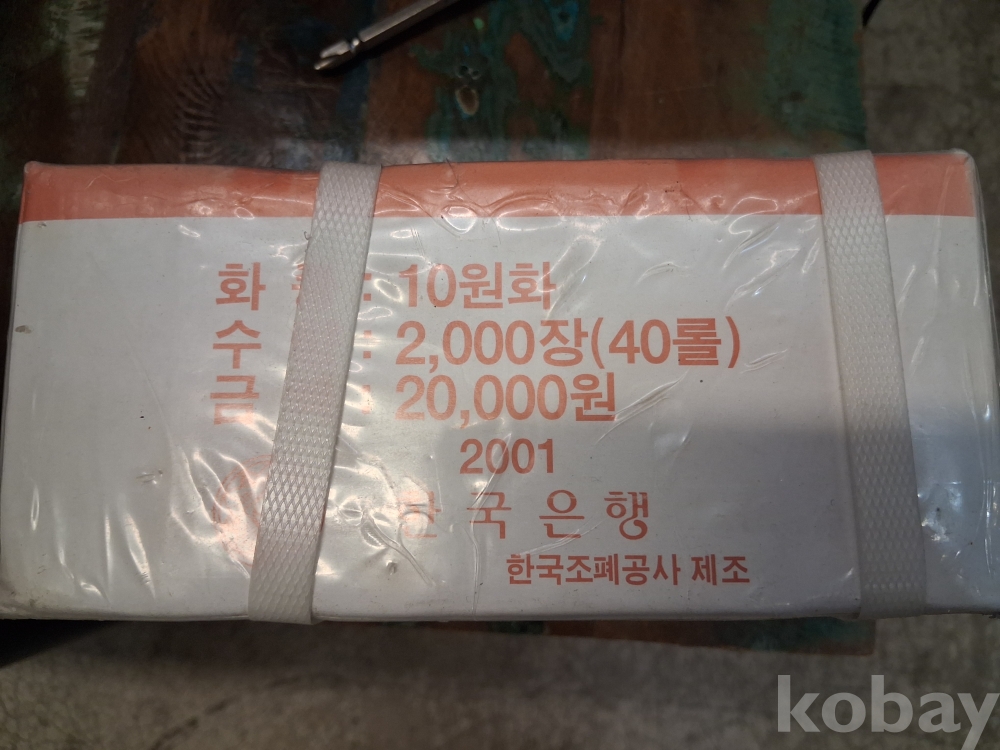 화 : 10원화
수 : 2,000장(40롤)
금 : 20,000원
2001
한국은행
한국조폐공사 제조
kobay